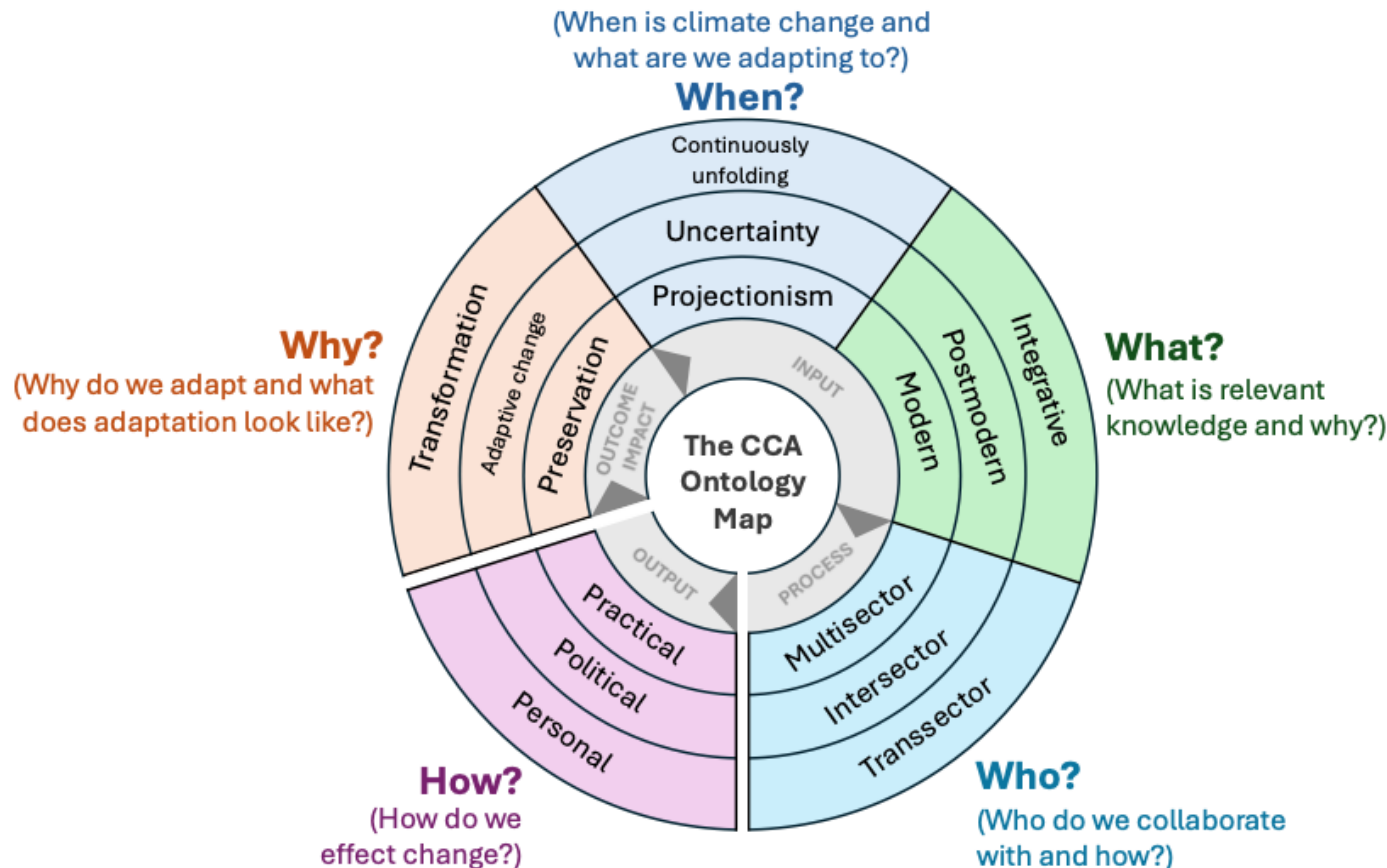 (When is climate change and
what are we adapting to?)
When?
Continuously
unfolding
Uncertainty
Projectionism
Why?
(Why do we adapt and what
does adaptation look like?)
Transformation
Adaptive change
Preservation
OUTCOME
IMPACT
INPUT
The CCA
Ontology
Map
Modern
Postmodern
Integrative
What?
(What is relevant
knowledge and why?)
OUTPUT
PROCESS
Practical
Political
Personal
Multisector
Intersector
Transsector
How?
(How do we
effect change?)
Who?
(Who do we collaborate
with and how?)